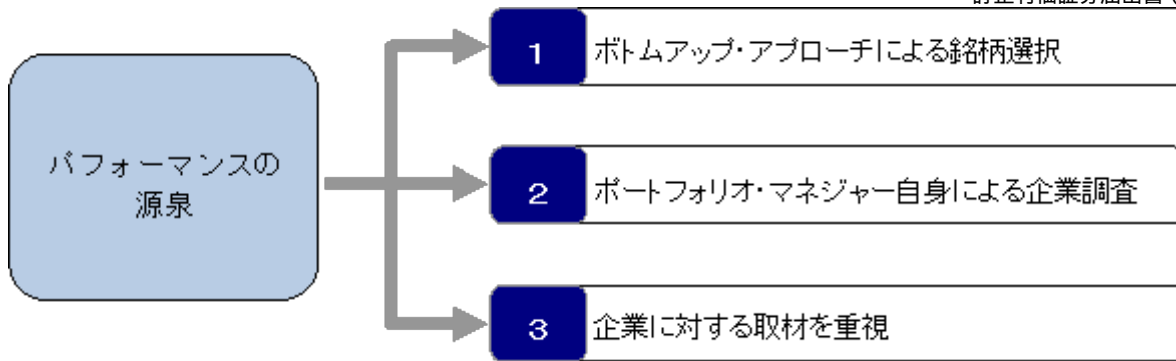 パフォーマンスの
源泉
1 ボトムアップ・アプローチによる銘柄選択
2 ポートフォリオ・マネジャー自身による企業調査
3 企業に対する取材を重視